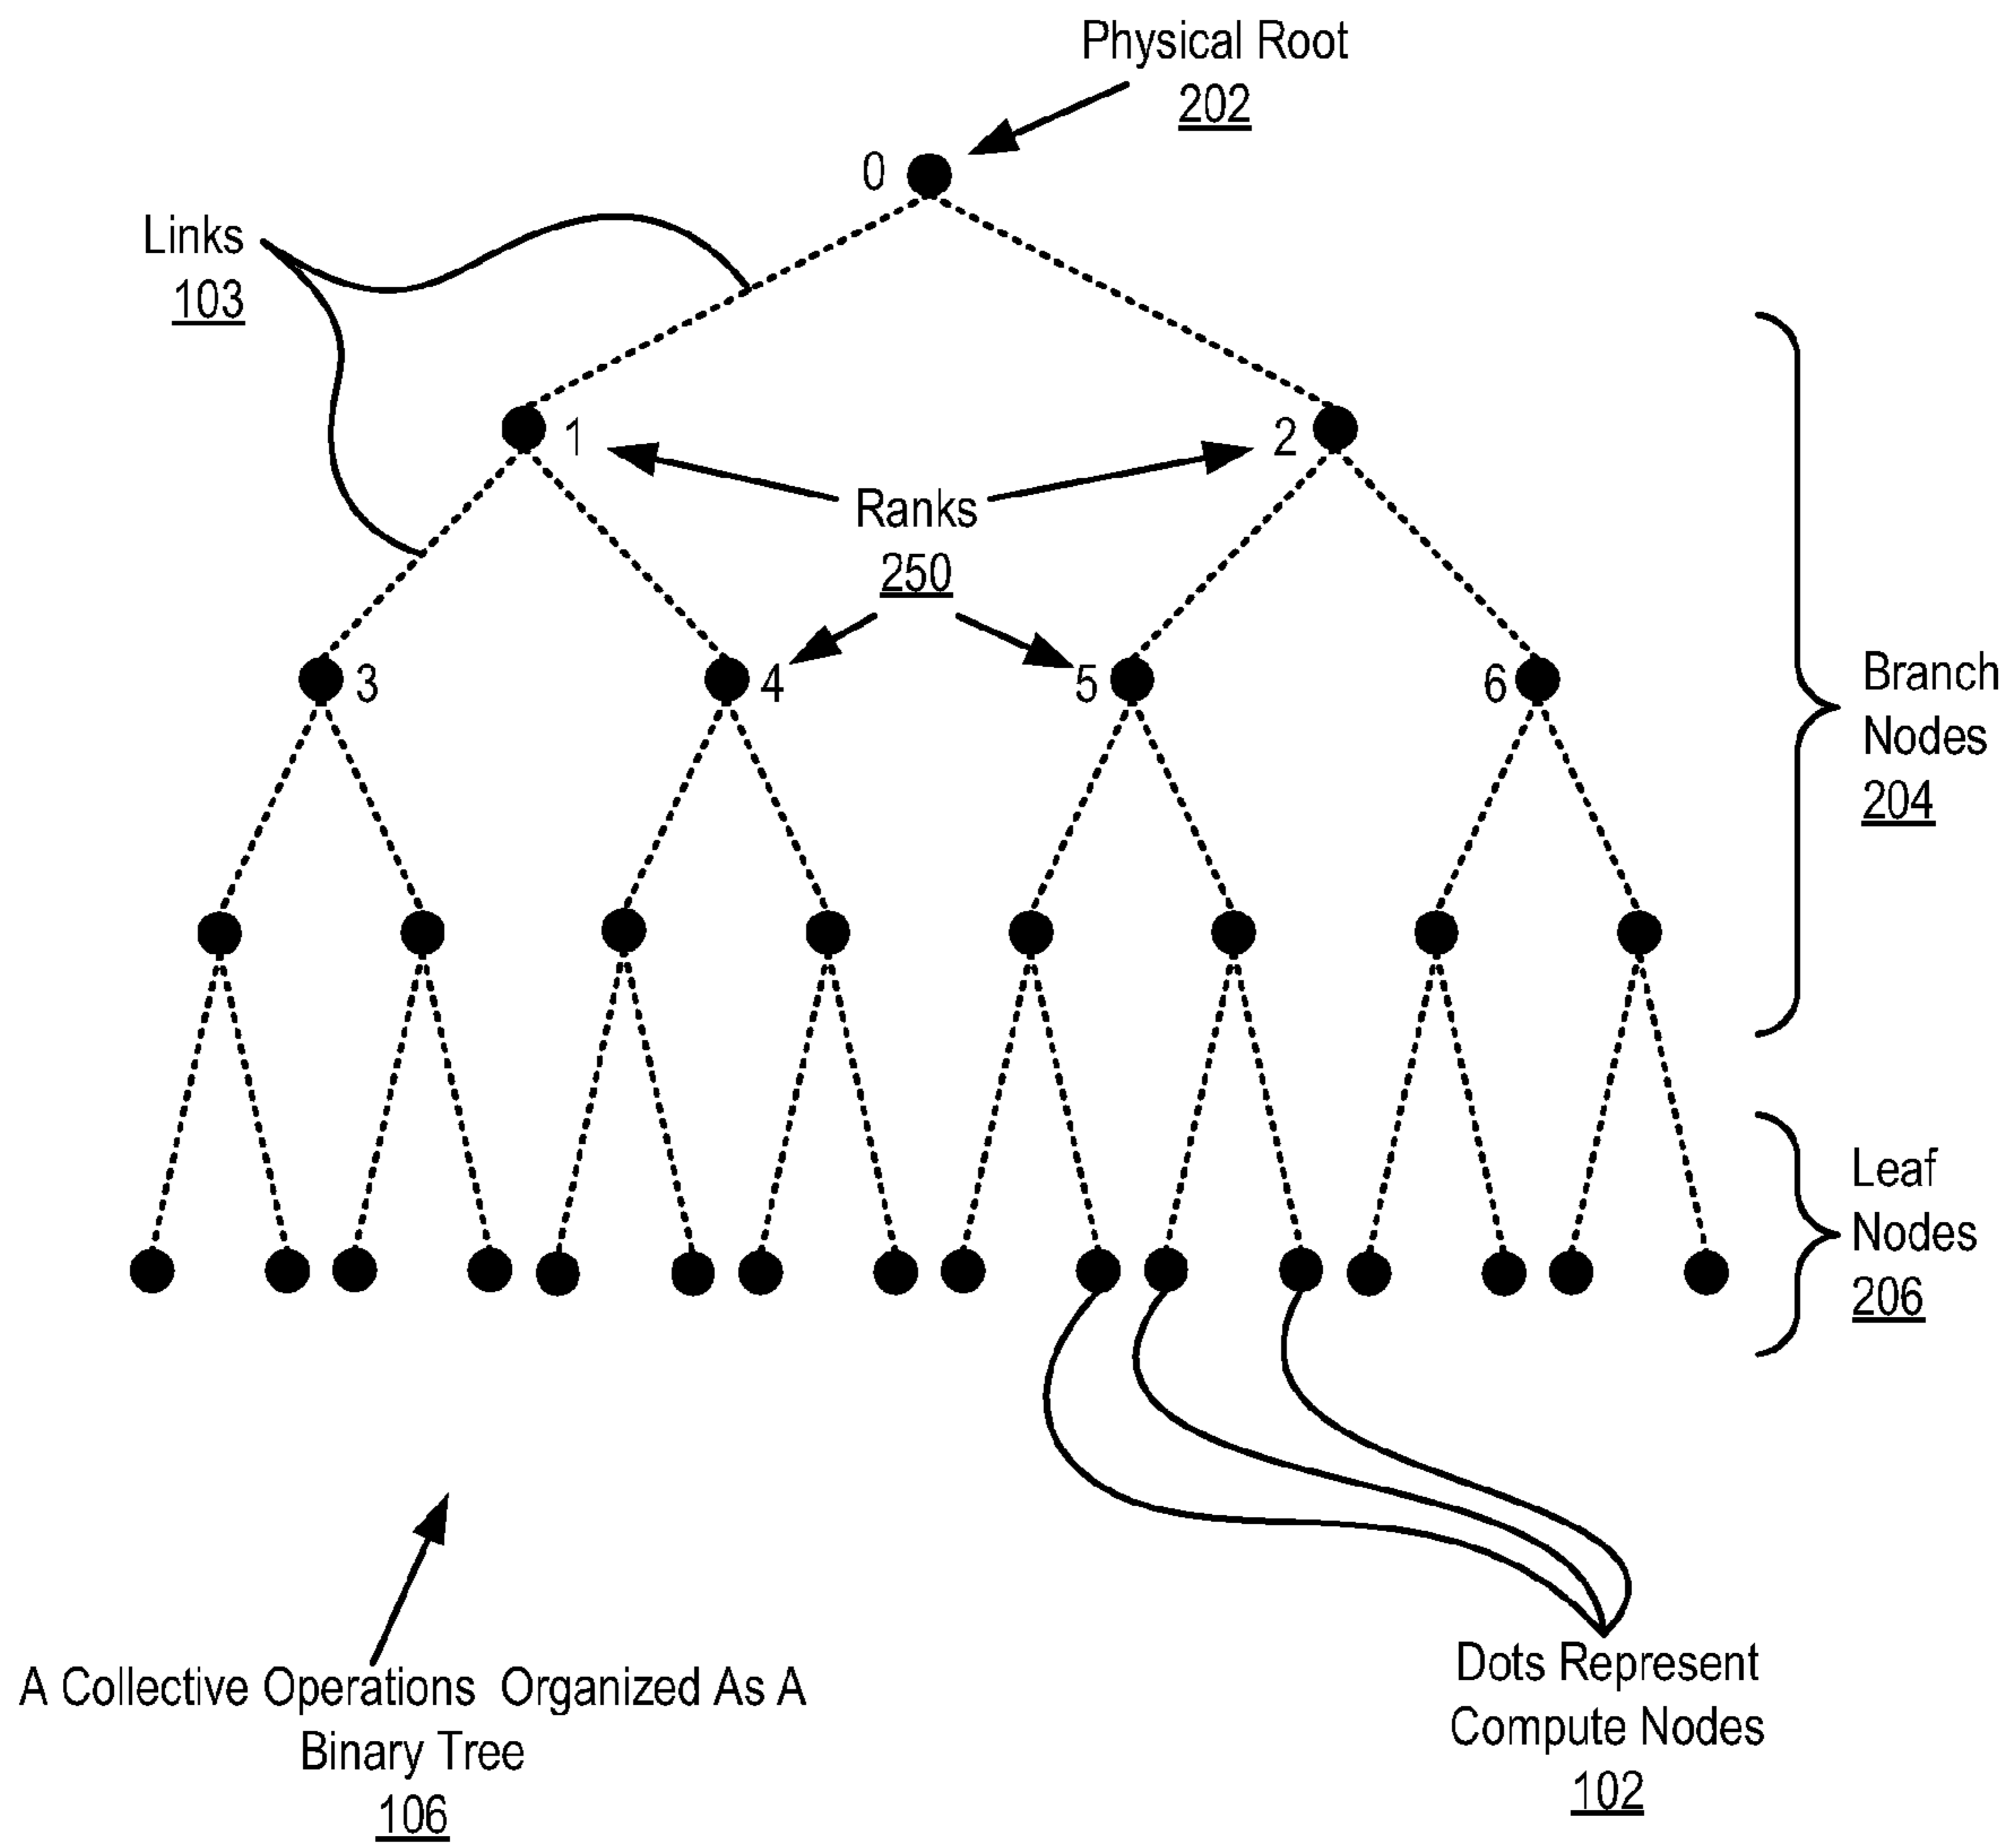 Physical Root
202
0
Links
103
1
2
Ranks
250
3
4
5
6
Branch
Nodes
204
Leaf
Nodes
206
A Collective Operations Organized As A
Binary Tree
106
Dots Represent
Compute Nodes
102